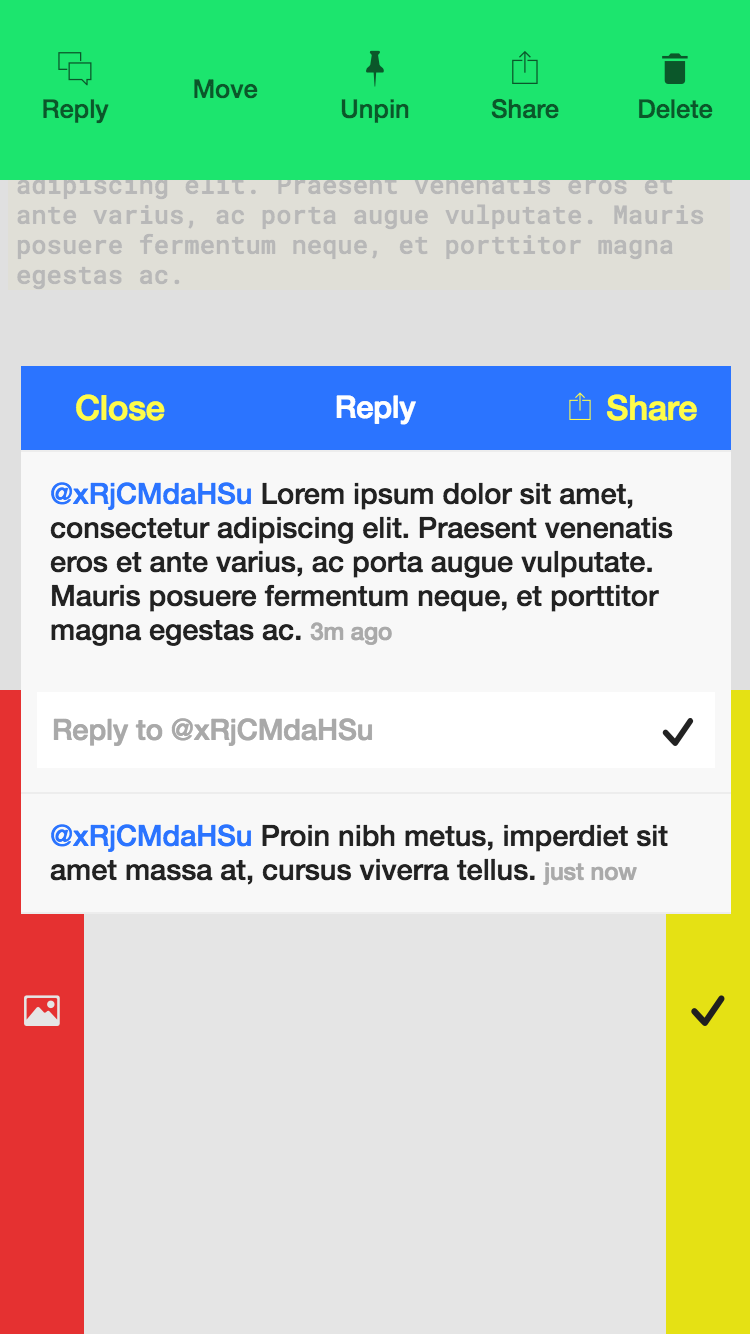 Reply Move Unpin Share Delete
adipiscing elit. Praesent venenatis eros et
ante varius, ac porta augue vulputate. Mauris
posuere fermentum neque, et porttitor magna
egestas ac.
Close Reply Share
@xRjCMdaHSu Lorem ipsum dolor sit amet,
consectetur adipiscing elit. Praesent venenatis
eros et ante varius, ac porta augue vulputate.
Mauris posuere fermentum neque, et porttitor
magna egestas ac. 3m ago
Reply to @xRjCMdaHSu
@xRjCMdaHSu Proin nibh metus, imperdiet sit
amet massa at, cursus viverra tellus. just now